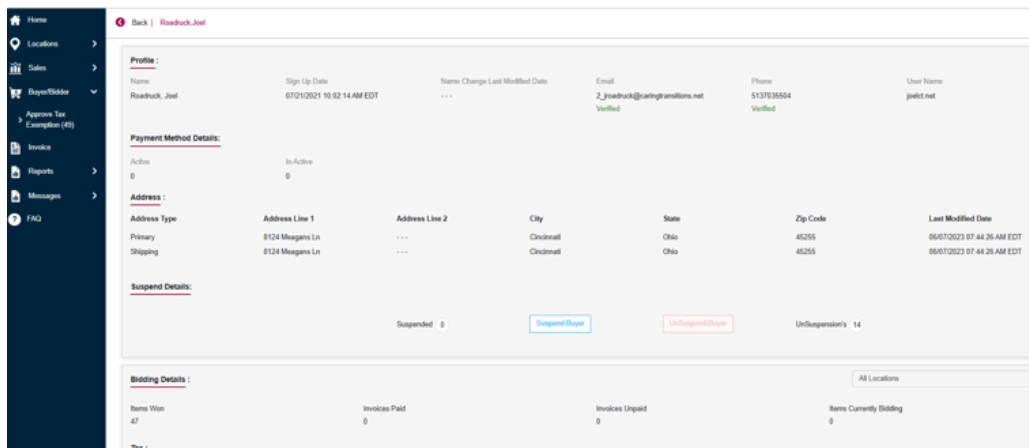 Home
Locations
Sales
Buyer/Bidder
Approve Tax
Exemption (49)
Invoice
Reports
Messages
FAQ
Back | Roadruck,Joel
Profile :
Name Sign Up Date Name Change Last Modified Date Email Phone User Name
Roadruck, Joel 07/21/2021 10:02:14 AM EDT - - - 2_jroadruck@caringtransitions.net 5137035504 joelct.net
Verified Verified
Payment Method Details:
Active In Active
0 0
Address :
Address Type Address Line 1 Address Line 2 City State Zip Code Last Modified Date
Primary 8124 Meagans Ln - - - Cincinnati Ohio 45255 06/07/2023 07:44:26 AM EDT
Shipping 8124 Meagans Ln - - - Cincinnati Ohio 45255 06/07/2023 07:44:26 AM EDT
Suspend Details:
Suspended 0 Suspend Buyer UnSuspend Buyer UnSuspension's 14
Bidding Details : All Locations
Items Won Invoices Paid Invoices Unpaid Items Currently Bidding
47 0 0 0